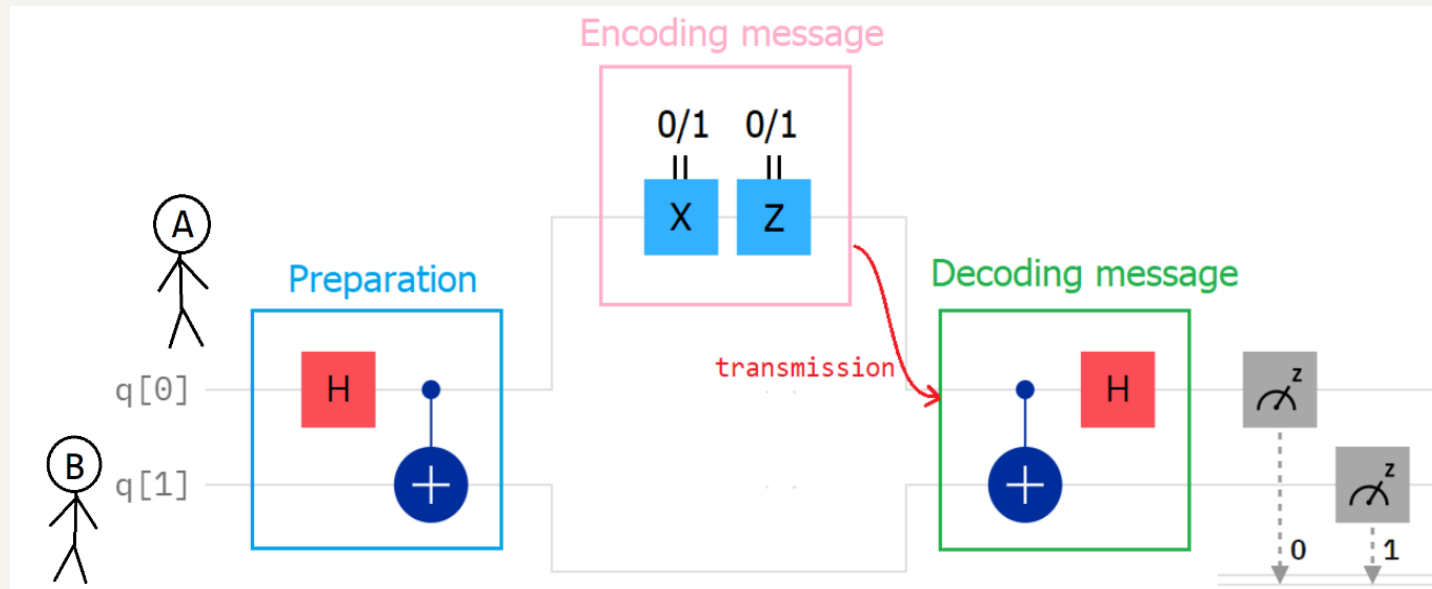 Encoding message
0/1 0/1
X Z
A
Preparation
Decoding message
transmission
q[0] H H z
B
q[1] z
0 1